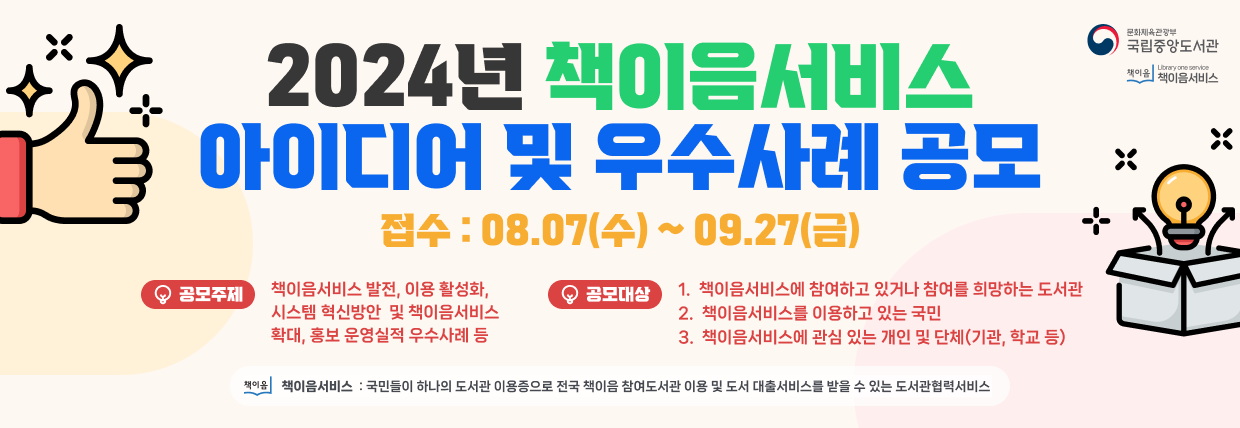 문화체육관광부
국립중앙도서관
책이음
Library one service
책이음서비스
2024년 책이음서비스
아이디어 및 우수사례 공모
접수 : 08.07(수) ~ 09.27(금)
공모주제
책이음서비스 발전, 이용 활성화,
시스템 혁신방안 및 책이음서비스
확대, 홍보 운영실적 우수사례 등
공모대상
1. 책이음서비스에 참여하고 있거나 참여를 희망하는 도서관
2. 책이음서비스를 이용하고 있는 국민
3. 책이음서비스에 관심 있는 개인 및 단체(기관, 학교 등)
책이음 책이음서비스 : 국민들이 하나의 도서관 이용증으로 전국 책이음 참여도서관 이용 및 도서 대출서비스를 받을 수 있는 도서관협력서비스